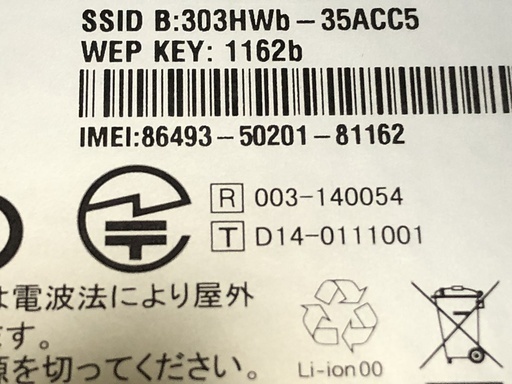 SSID B:303HWb-35ACC5
WEP KEY: 1162b
IMEI:86493-50201-81162
R 003-140054
T D14-0111001
は電波法により屋外
ます。
源を切ってください。
Li-ion00